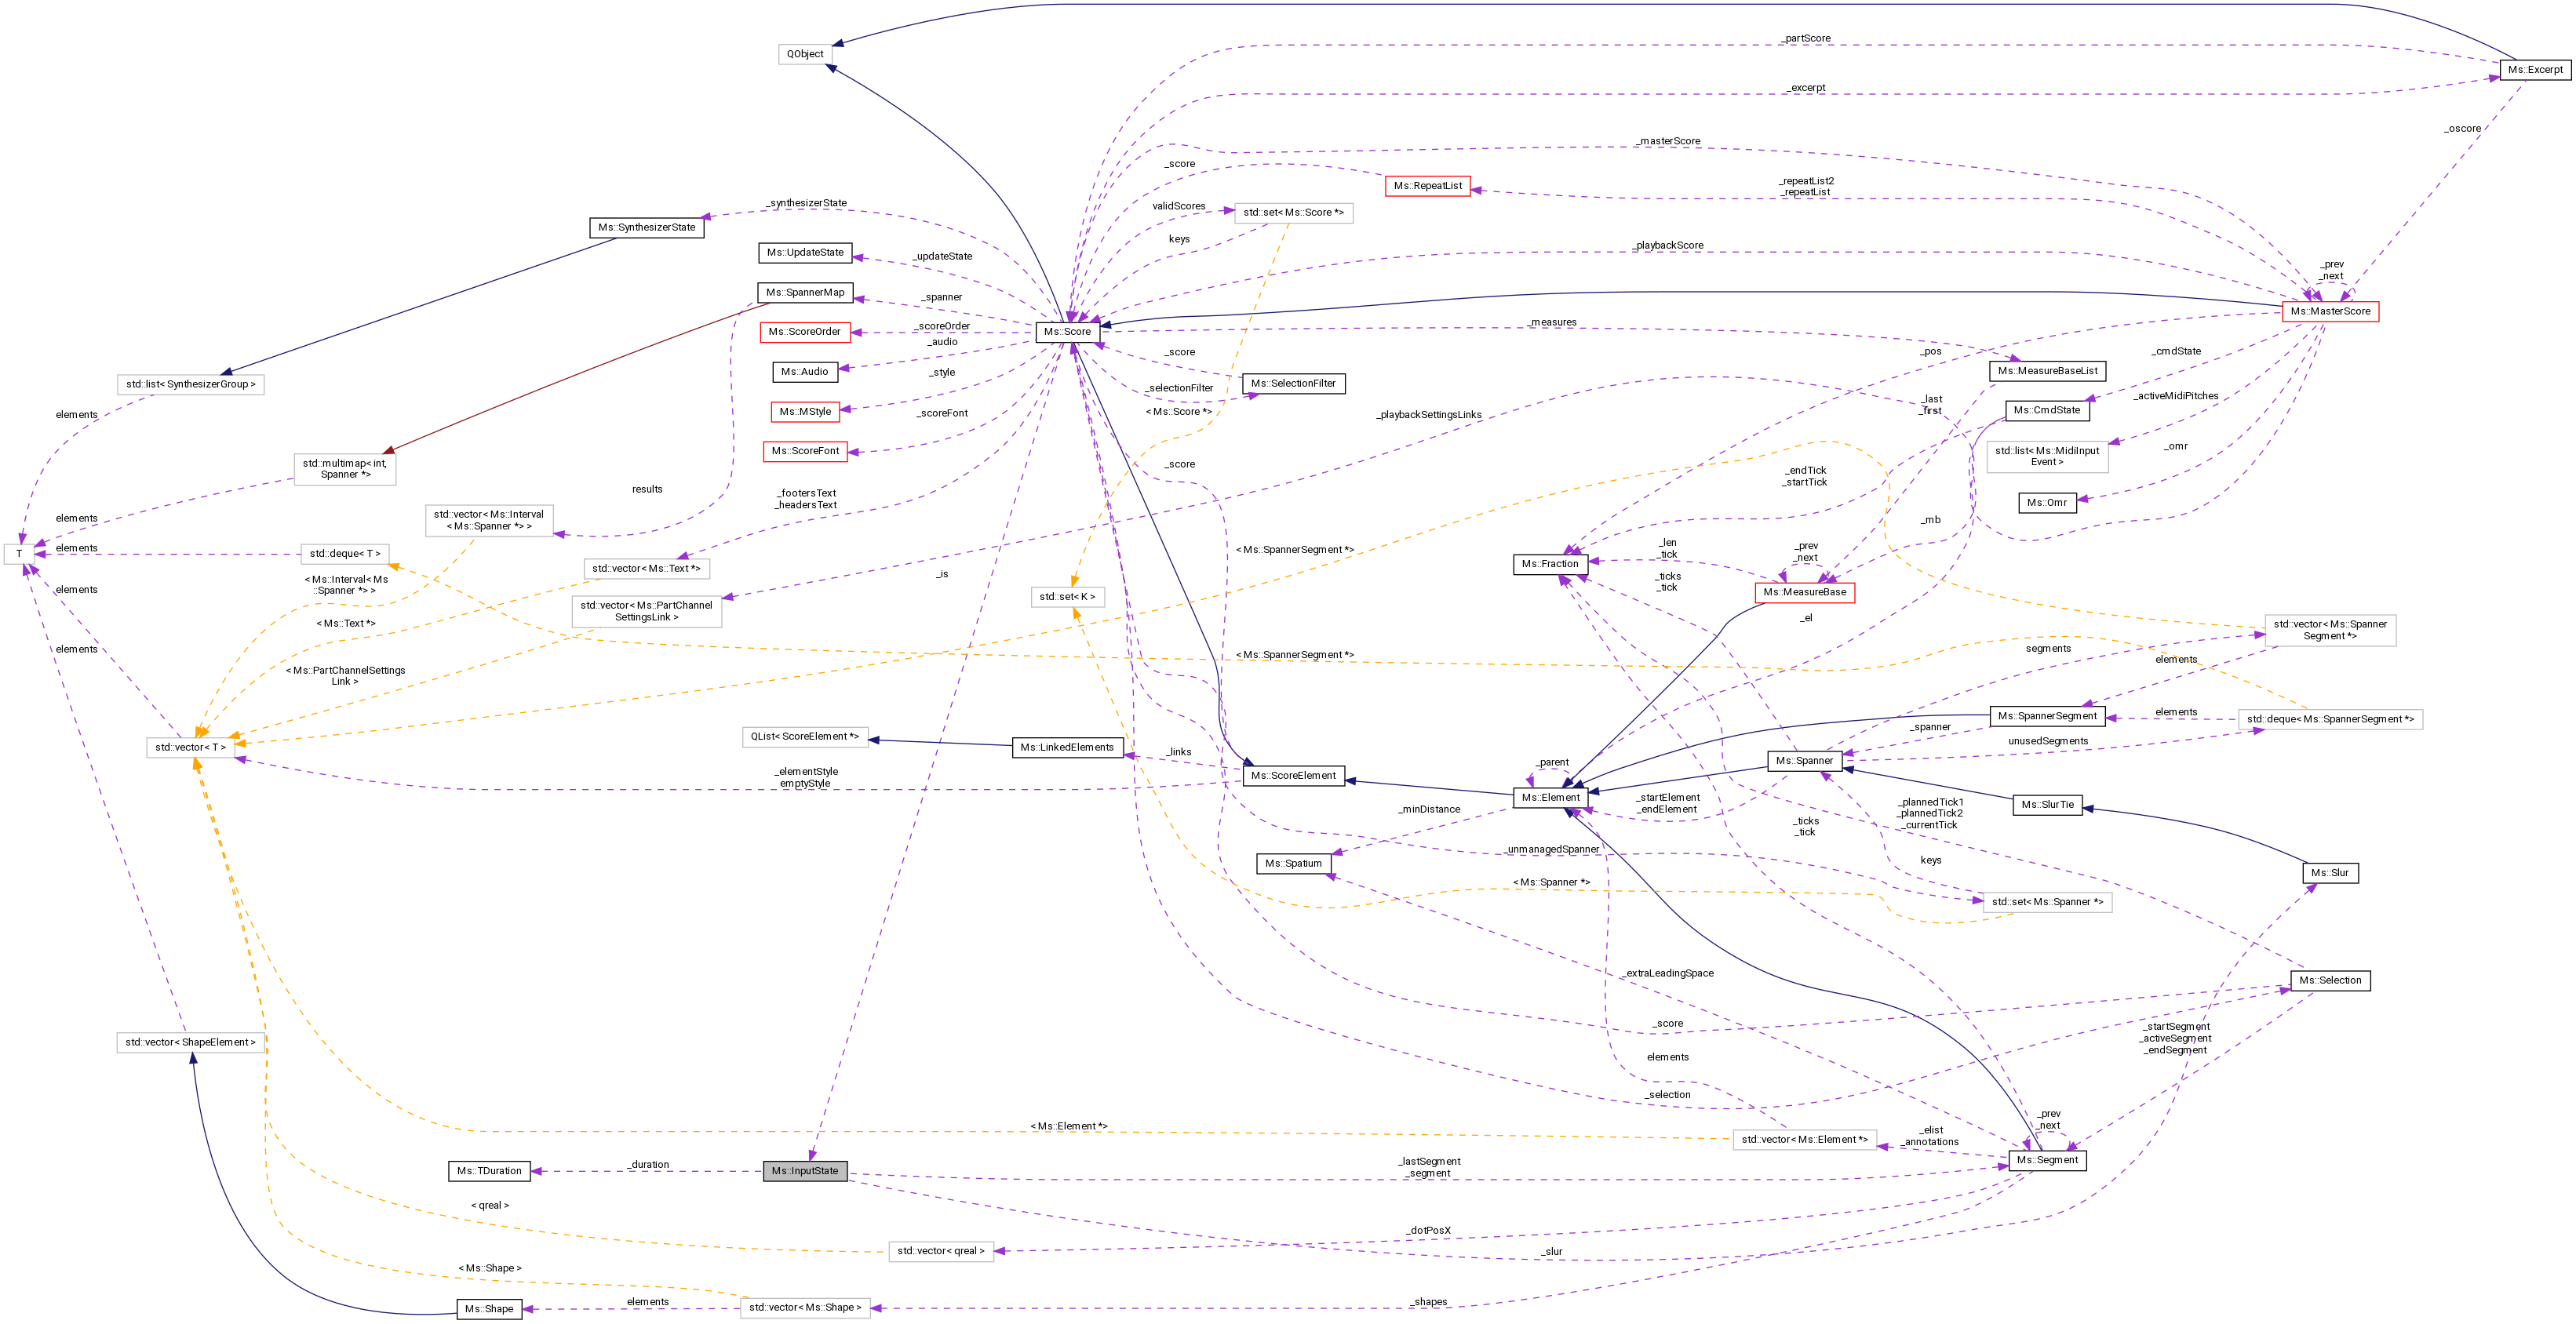 _partScore
QObject
Ms::Excerpt
_excerpt
_oscore
_masterScore
_score
_repeatList2
_repeatList
Ms::RepeatList
_synthesizerState
validScores
std::set< Ms::Score *>
Ms::SynthesizerState
keys
Ms::UpdateState
_updateState
_playbackScore
_prev
_next
Ms::SpannerMap
_spanner
Ms::MasterScore
Ms::ScoreOrder
_scoreOrder
Ms::Score
_measures
_audio
_score
_pos
_cmdState
Ms::Audio
Ms::MeasureBaseList
std::list< SynthesizerGroup >
_style
_selectionFilter
Ms::SelectionFilter
_last
_first
_activeMidiPitches
elements
Ms::MStyle
_scoreFont
< Ms::Score *>
_playbackSettingsLinks
Ms::CmdState
Ms::ScoreFont
std::list< Ms::MidiInput
Event >
_omr
std::multimap< int,
Spanner *>
_score
_endTick
_startTick
results
_footersText
_headersText
Ms::Omr
std::vector< Ms::Interval
< Ms::Spanner *> >
elements
_mb
T
elements
std::deque< T >
< Ms::SpannerSegment *>
_len
_tick
_prev
_next
Ms::Fraction
std::vector< Ms::Text *>
_is
elements
< Ms::Interval< Ms
::Spanner *> >
std::set< K >
_ticks
_tick
Ms::MeasureBase
std::vector< Ms::PartChannel
SettingsLink >
_el
< Ms::Text *>
std::vector< Ms::Spanner
Segment *>
elements
< Ms::SpannerSegment *>
segments
elements
< Ms::PartChannelSettings
Link >
Ms::SpannerSegment
elements
std::deque< Ms::SpannerSegment *>
std::vector< T >
QList< ScoreElement *>
Ms::LinkedElements
_links
_spanner
unusedSegments
Ms::Spanner
_elementStyle
emptyStyle
Ms::ScoreElement
_parent
Ms::Element
_startElement
_endElement
_minDistance
_plannedTick1
_plannedTick2
_currentTick
Ms::SlurTie
_ticks
_tick
_unmanagedSpanner
Ms::Spatium
keys
Ms::Slur
< Ms::Spanner *>
std::set< Ms::Spanner *>
_extraLeadingSpace
Ms::Selection
_score
_startSegment
_activeSegment
_endSegment
std::vector< ShapeElement >
elements
_selection
< Ms::Element *>
_prev
_next
std::vector< Ms::Element *>
_elist
_annotations
Ms::Segment
Ms::TDuration
_duration
Ms::InputState
_lastSegment
_segment
< qreal >
_dotPosX
std::vector< qreal >
_slur
< Ms::Shape >
Ms::Shape
elements
std::vector< Ms::Shape >
_shapes